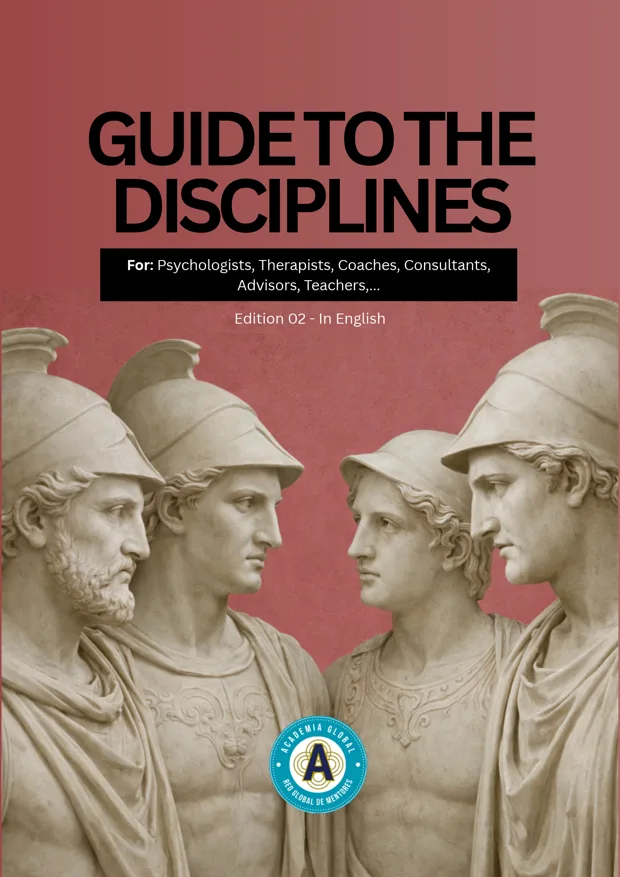 GUIDE TO THE
DISCIPLINES
For: Psychologists, Therapists, Coaches, Consultants,
Advisors, Teachers,...
Edition 02 - In English
ACADEMIA GLOBAL
A
RED GLOBAL DE MENTORES